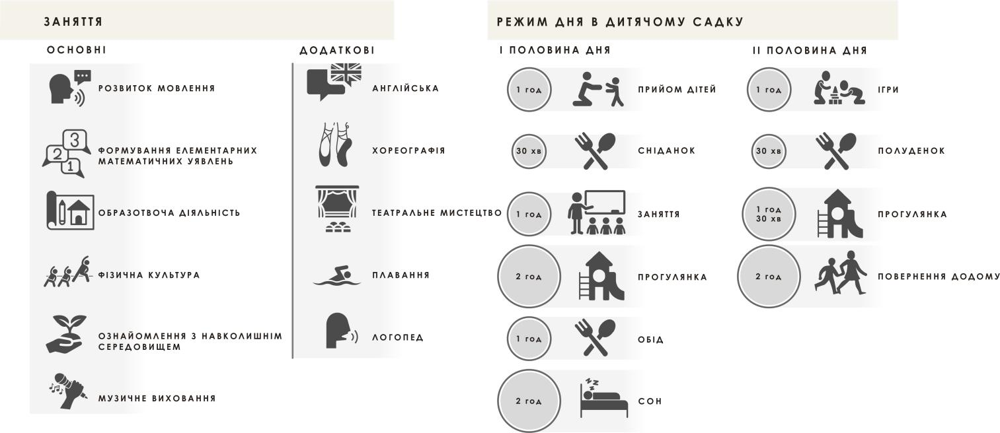 ЗАНЯТТЯ
ОСНОВНІ
РОЗВИТОК МОВЛЕННЯ
3
2
1
ФОРМУВАННЯ ЕЛЕМЕНТАРНИХ
МАТЕМАТИЧНИХ УЯВЛЕНЬ
ОБРАЗОТВОЧА ДІЯЛЬНІСТЬ
ФІЗИЧНА КУЛЬТУРА
ОЗНАЙОМЛЕННЯ З НАВКОЛИШНІМ
СЕРЕДОВИЩЕМ
МУЗИЧНЕ ВИХОВАННЯ
ДОДАТКОВІ
АНГЛІЙСЬКА
ХОРЕОГРАФІЯ
ТЕАТРАЛЬНЕ МИСТЕЦТВО
ПЛАВАННЯ
ЛОГОПЕД
РЕЖИМ ДНЯ В ДИТЯЧОМУ САДКУ
І ПОЛОВИНА ДНЯ
1 год ПРИЙОМ ДІТЕЙ
30 хв СНІДАНОК
1 год ЗАНЯТТЯ
2 год ПРОГУЛЯНКА
1 год ОБІД
2 год zzz СОН
ІІ ПОЛОВИНА ДНЯ
1 год ІГРИ
30 хв ПОЛУДЕНОК
1 год
30 хв ПРОГУЛЯНКА
2 год ПОВЕРНЕННЯ ДОДОМУ